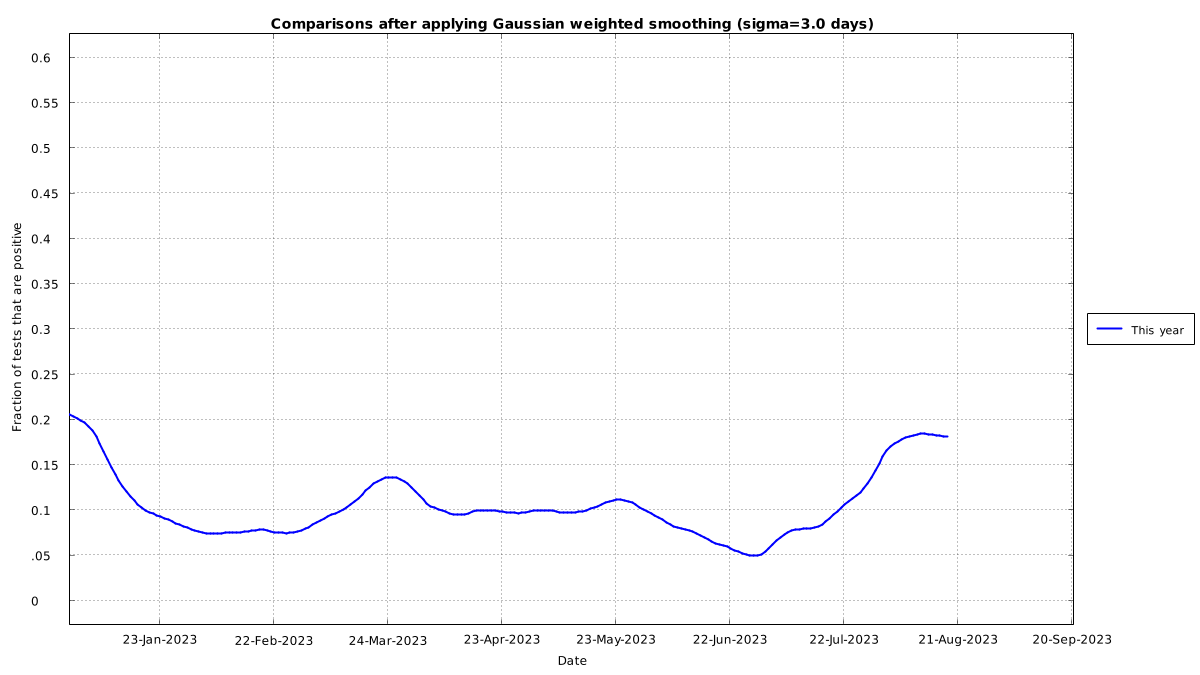 Comparisons after applying Gaussian weighted smoothing (sigma=3.0 days)
0.6
0.55
0.5
0.45
0.4
0.35
0.3
0.25
0.2
0.15
0.1
.05
0
Fraction of tests that are positive
This year
23-Jan-2023 22-Feb-2023 24-Mar-2023 23-Apr-2023 23-May-2023 22-Jun-2023 22-Jul-2023 21-Aug-2023 20-Sep-2023
Date